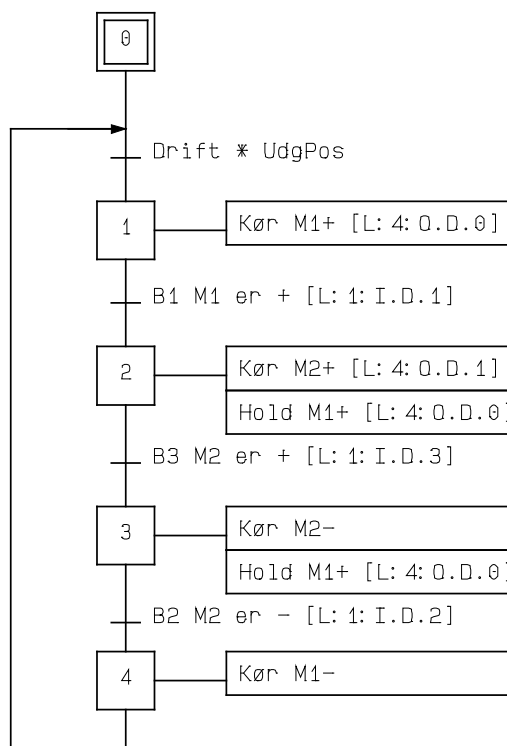 0
Drift * UdgPos
1
Kør M1+ [L:4:O.D.0]
B1 M1 er + [L:1:I.D.1]
2
Kør M2+ [L:4:O.D.1]
Hold M1+ [L:4:O.D.0]
B3 M2 er + [L:1:I.D.3]
3
Kør M2-
Hold M1+ [L:4:O.D.0]
B2 M2 er - [L:1:I.D.2]
4
Kør M1-